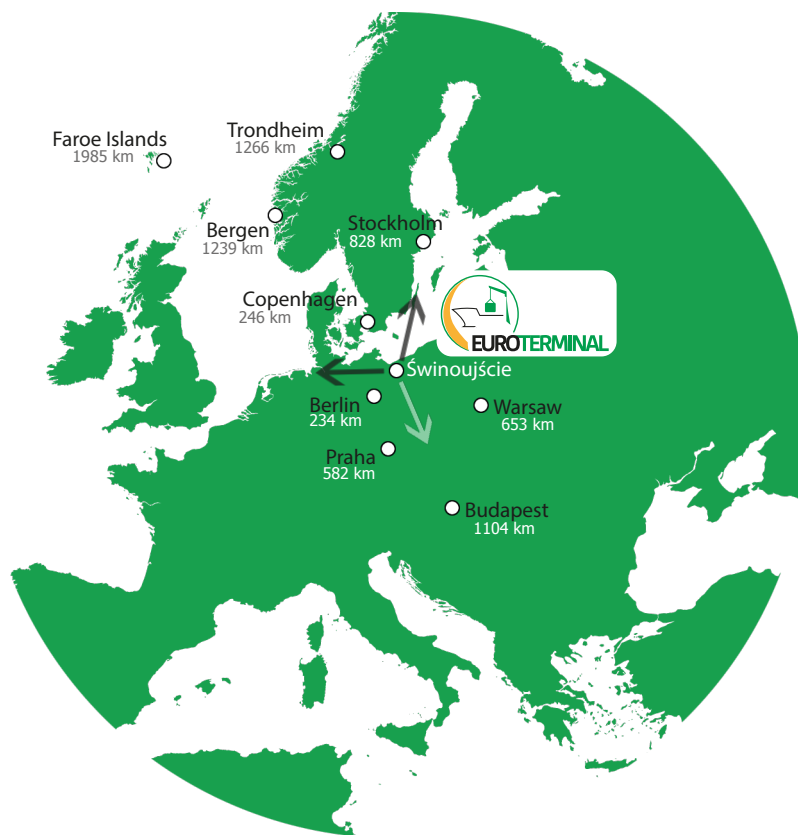 Trondheim
1266 km
Faroe Islands
1985 km
Bergen
1239 km
Stockholm
828 km
Copenhagen
246 km
EUROTERMINAL
Świnoujście
Berlin
234 km
Warsaw
653 km
Praha
582 km
Budapest
1104 km